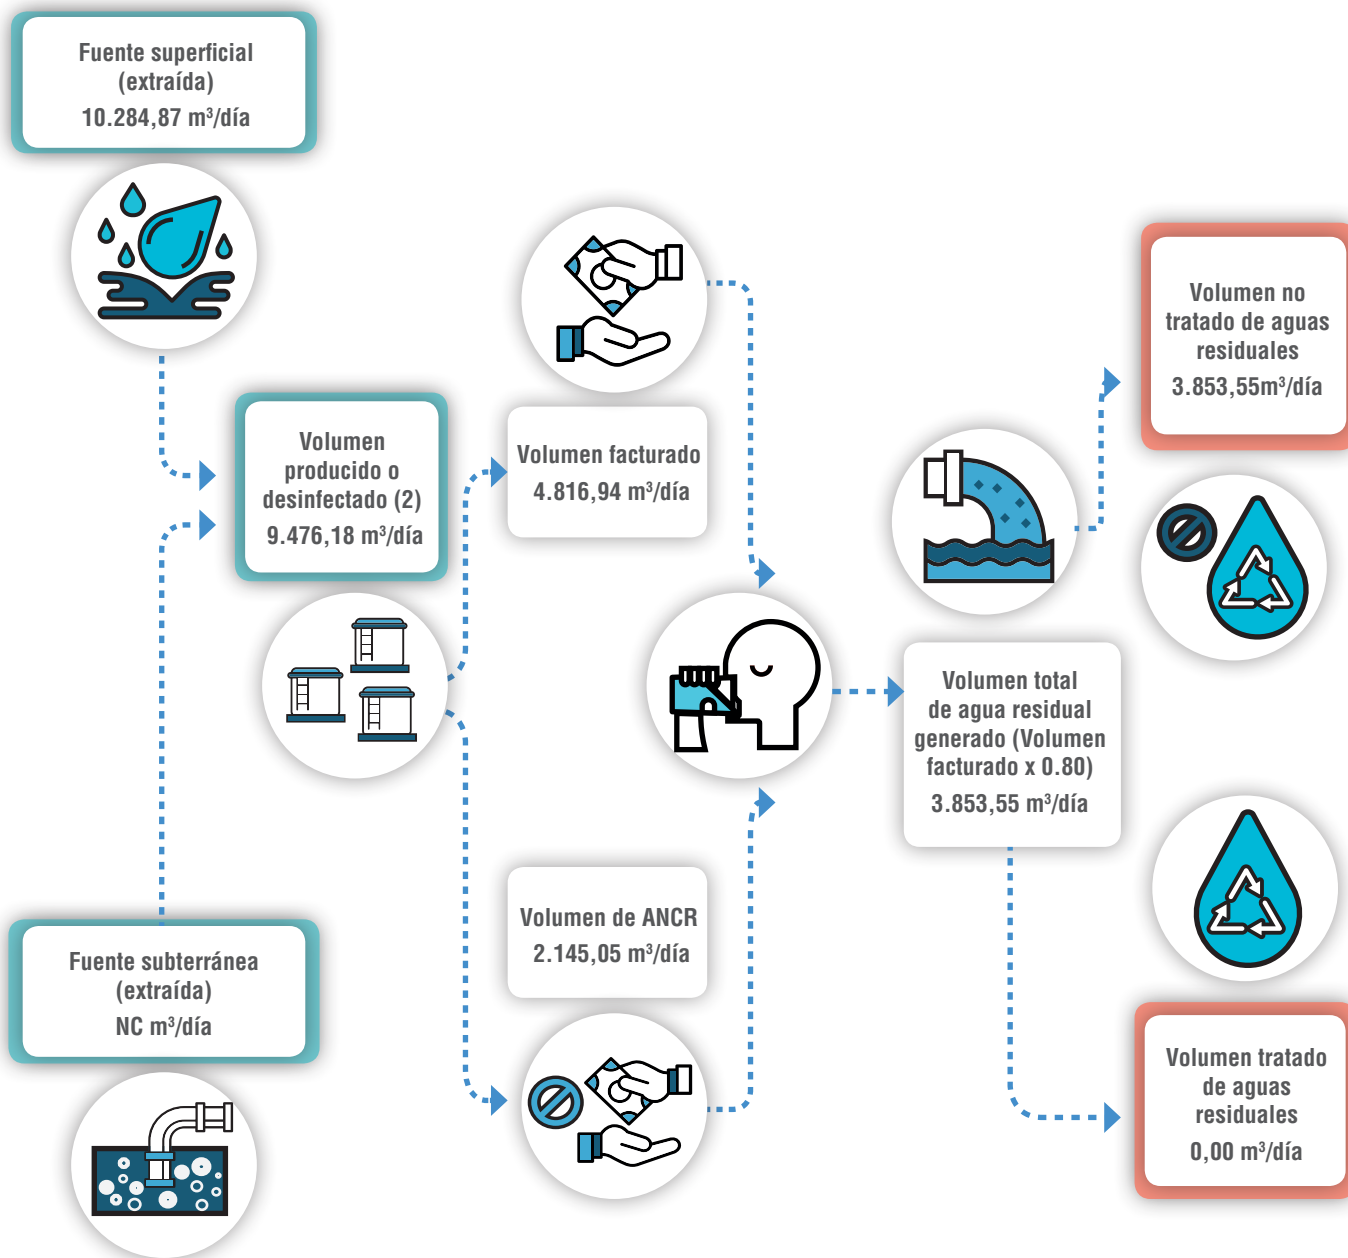 Fuente superficial
(extraída)
10.284,87 m³/día
Volumen
producido o
desinfectado (2)
9.476,18 m³/día
Fuente subterránea
(extraída)
NC m³/día
Volumen facturado
4.816,94 m³/día
Volumen de ANCR
2.145,05 m³/día
Volumen total
de agua residual
generado (Volumen
facturado x 0.80)
3.853,55 m³/día
Volumen no
tratado de aguas
residuales
3.853,55m³/día
Volumen tratado
de aguas
residuales
0,00 m³/día